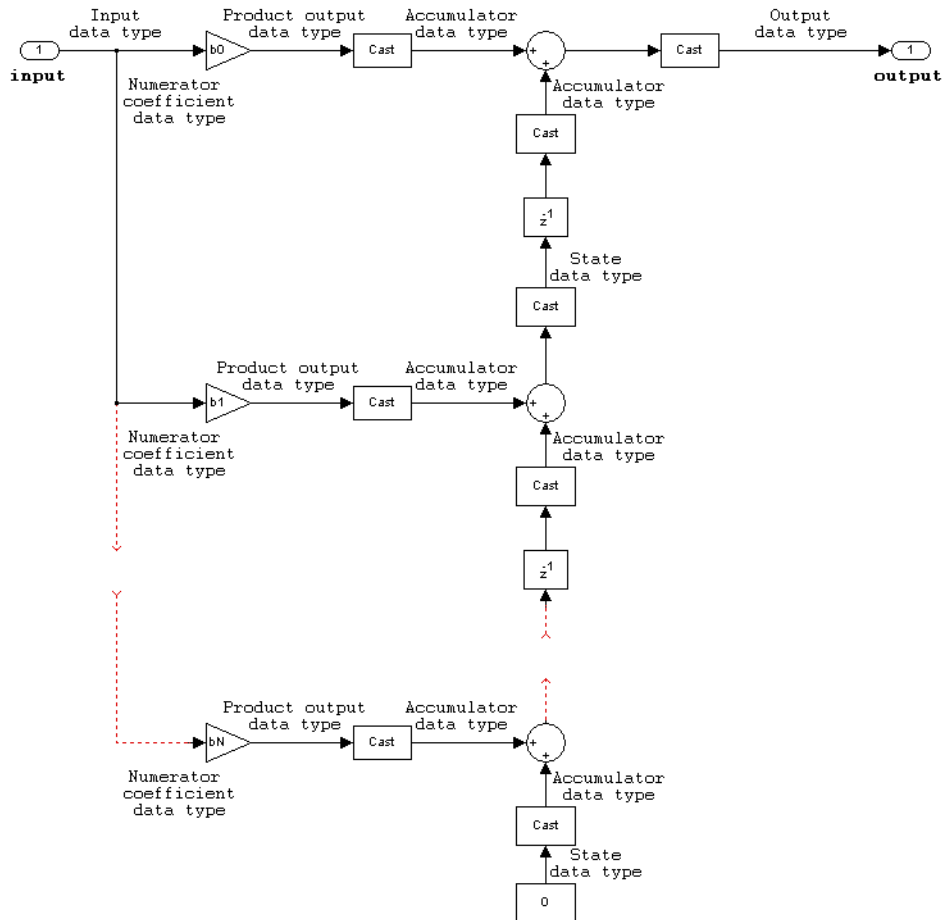 Input
data type
Product output
data type
Accumulator
data type
Output
data type
1
b0
Cast
+
+
Cast
1
input
output
Numerator
coefficient
data type
Accumulator
data type
Cast
z-1
State
data type
Cast
Product output
data type
Accumulator
data type
b1
Cast
+
+
Numerator
coefficient
data type
Accumulator
data type
Cast
z-1
Product output
data type
Accumulator
data type
bN
Cast
+
+
Numerator
coefficient
data type
Accumulator
data type
Cast
State
data type
0